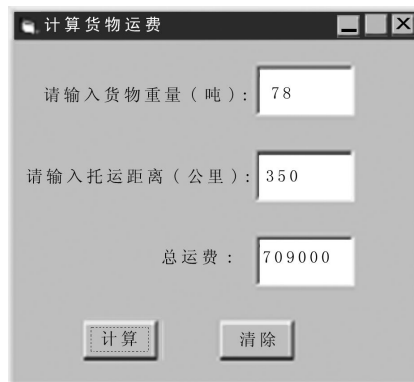 计算货物运费
请输入货物重量（吨）： 78
请输入托运距离（公里）： 350
总运费： 709000
计算 清除